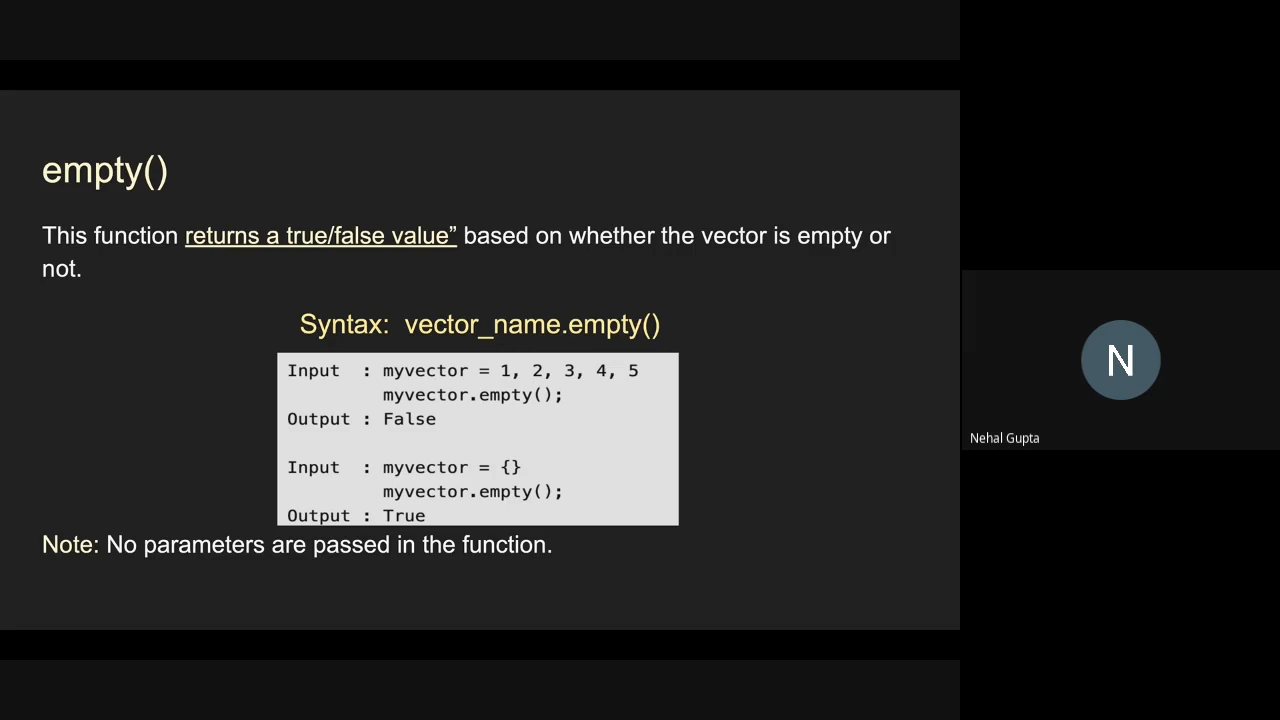 empty()
This function returns a true/false value” based on whether the vector is empty or
not.
Syntax:  vector_name.empty()
Input  : myvector = 1, 2, 3, 4, 5
         myvector.empty();
Output : False
Input  : myvector = {}
         myvector.empty();
Output : True
Note: No parameters are passed in the function.
N
Nehal Gupta